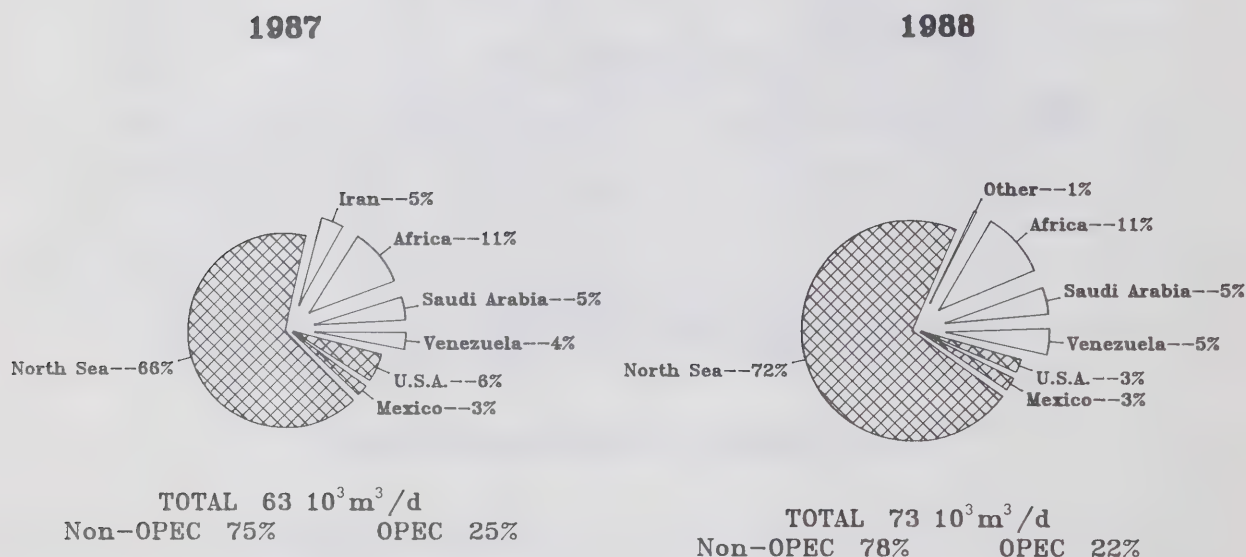 1987
Iran--5%
Africa--11%
Saudi Arabia--5%
Venezuela--4%
U.S.A.--6%
Mexico--3%
North Sea--66%
TOTAL 63 10³m³/d
Non-OPEC 75% OPEC 25%
1988
Other--1%
Africa--11%
Saudi Arabia--5%
Venezuela--5%
U.S.A.--3%
Mexico--3%
North Sea--72%
TOTAL 73 10³m³/d
Non-OPEC 78% OPEC 22%